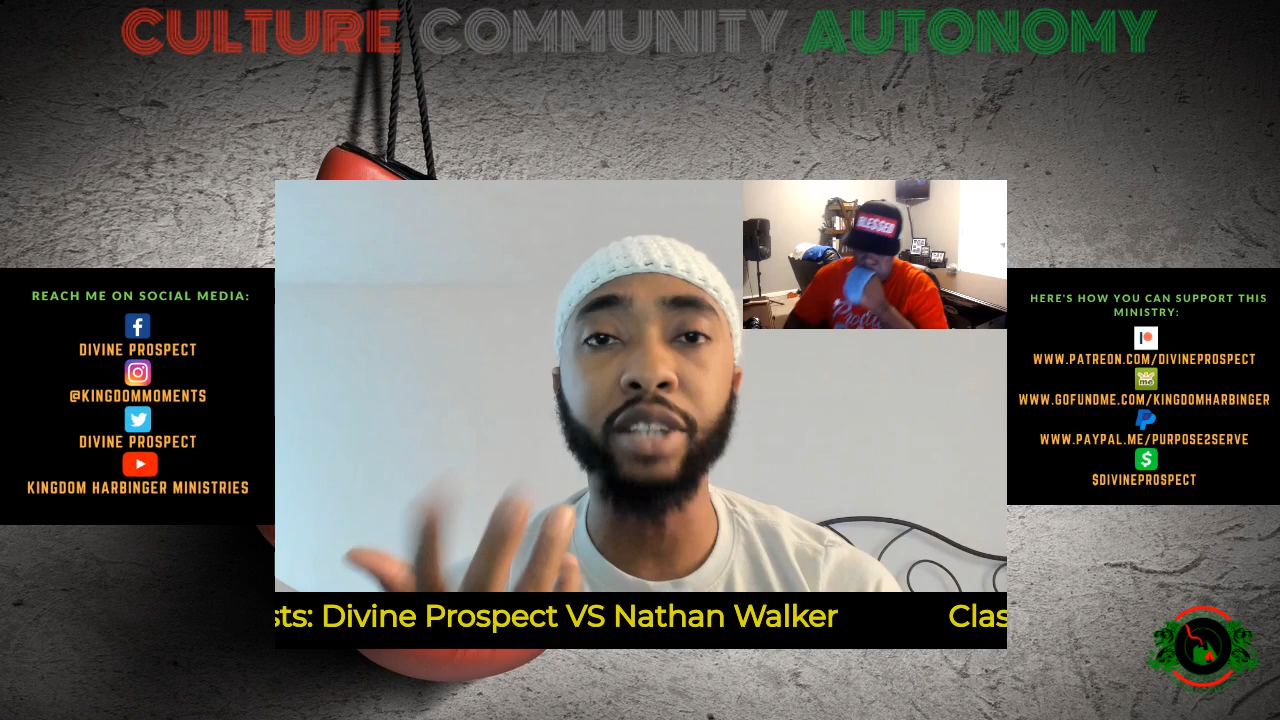 CULTURE COMMUNITY AUTONOMY
REACH ME ON SOCIAL MEDIA:
DIVINE PROSPECT
@KINGDOMMOMENTS
DIVINE PROSPECT
KINGDOM HARBINGER MINISTRIES
BLESSED
HERE'S HOW YOU CAN SUPPORT THIS
MINISTRY:
me
WWW.PATREON.COM/DIVINEPROSPECT
WWW.GOFUNDME.COM/KINGDOMHARBINGER
WWW.PAYPAL.ME/PURPOSE2SERVE
$DIVINEPROSPECT
sts: Divine Prospect VS Nathan Walker Clas